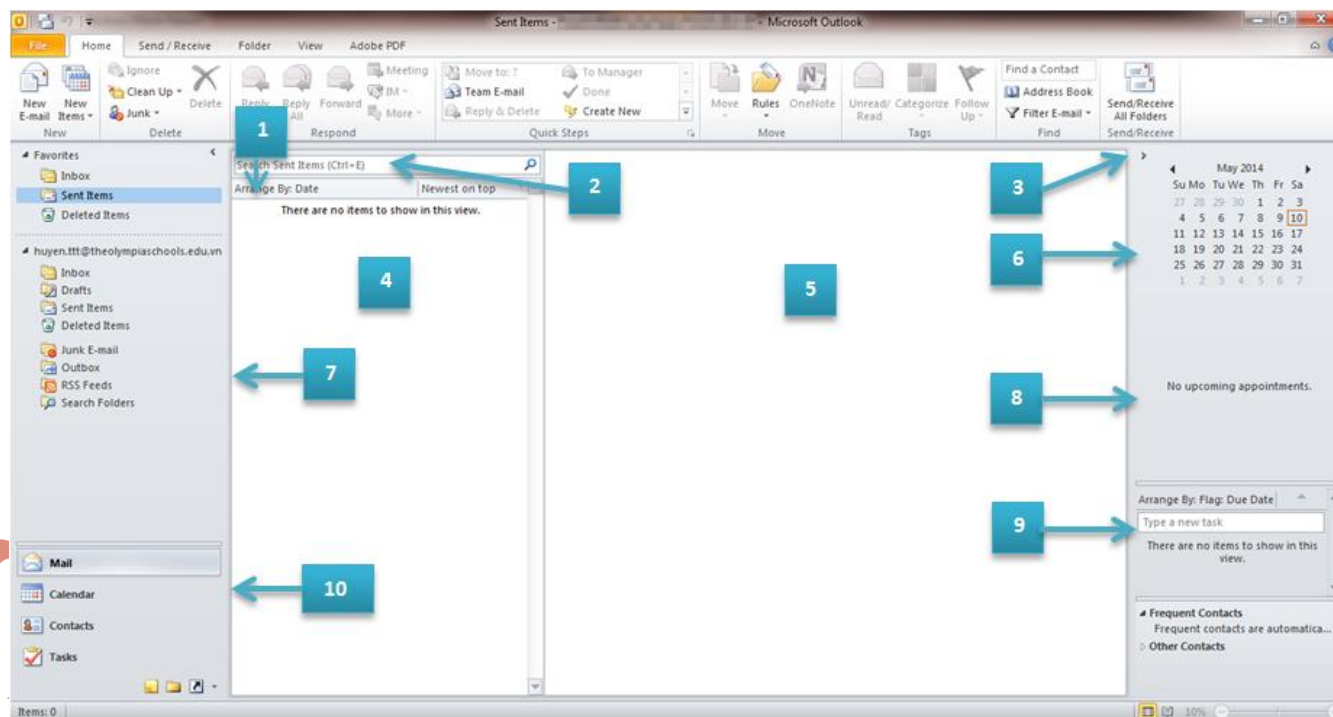 Sent Items - - Microsoft Outlook
File Home Send / Receive Folder View Adobe PDF
New E-mail
New Items
New
Ignore
Clean Up
Junk
Delete
Delete
Reply
Reply All
Forward
Meeting
IM
More
Respond
Move to: ?
Team E-mail
Reply & Delete
To Manager
Done
Create New
Quick Steps
Move
Rules
OneNote
Move
Unread/ Read
Categorize
Follow Up
Tags
Find a Contact
Address Book
Filter E-mail
Find
Send/Receive All Folders
Send/Receive
Favorites
Inbox
Sent Items
Deleted Items
huyen.ttt@theolympiaschools.edu.vn
Inbox
Drafts
Sent Items
Deleted Items
Junk E-mail
Outbox
RSS Feeds
Search Folders
Mail
Calendar
Contacts
Tasks
Items: 0
1
Search Sent Items (Ctrl+E)
2
Arrange By: Date Newest on top
There are no items to show in this view.
4
7
10
5
3
6
8
9
May 2014
Su Mo Tu We Th Fr Sa
27 28 29 30 1 2 3
4 5 6 7 8 9 10
11 12 13 14 15 16 17
18 19 20 21 22 23 24
25 26 27 28 29 30 31
1 2 3 4 5 6 7
No upcoming appointments.
Arrange By: Flag: Due Date
Type a new task
There are no items to show in this
view.
Frequent Contacts
Frequent contacts are automatica...
Other Contacts
10%